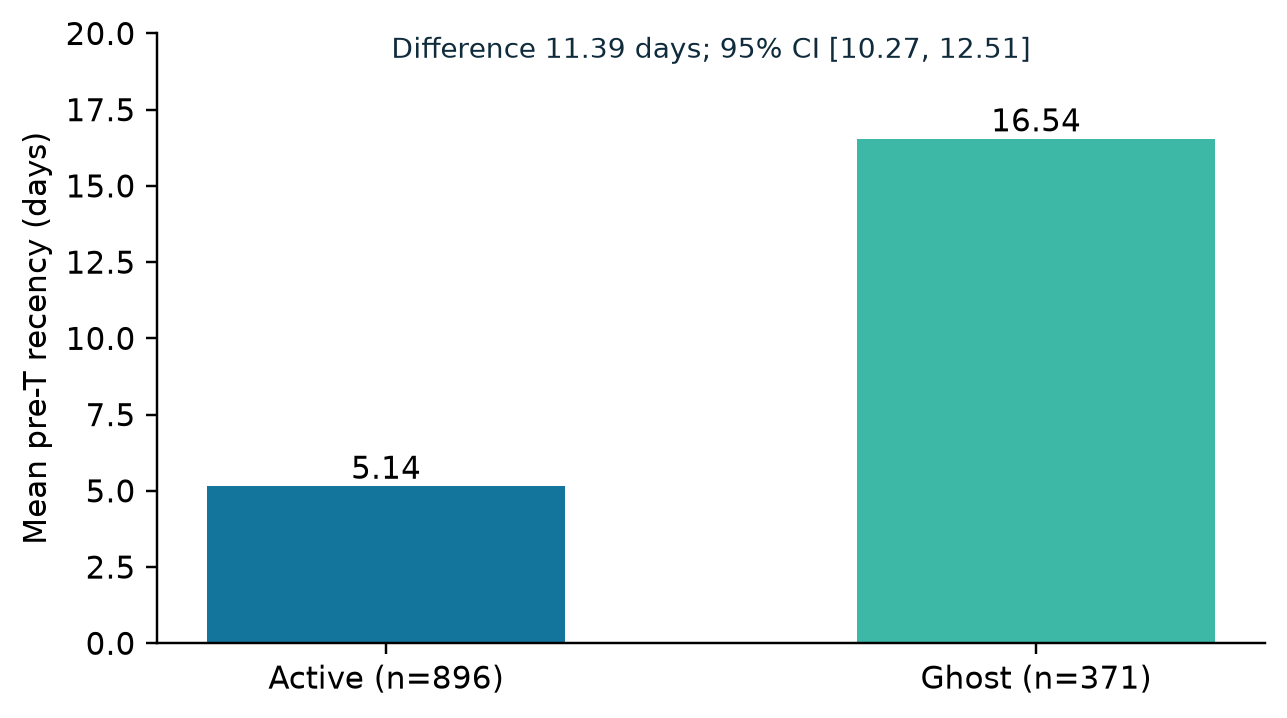 Difference 11.39 days; 95% CI [10.27, 12.51]
Mean pre-T recency (days)
20.0
17.5
15.0
12.5
10.0
7.5
5.0
2.5
0.0
5.14
16.54
Active (n=896)
Ghost (n=371)